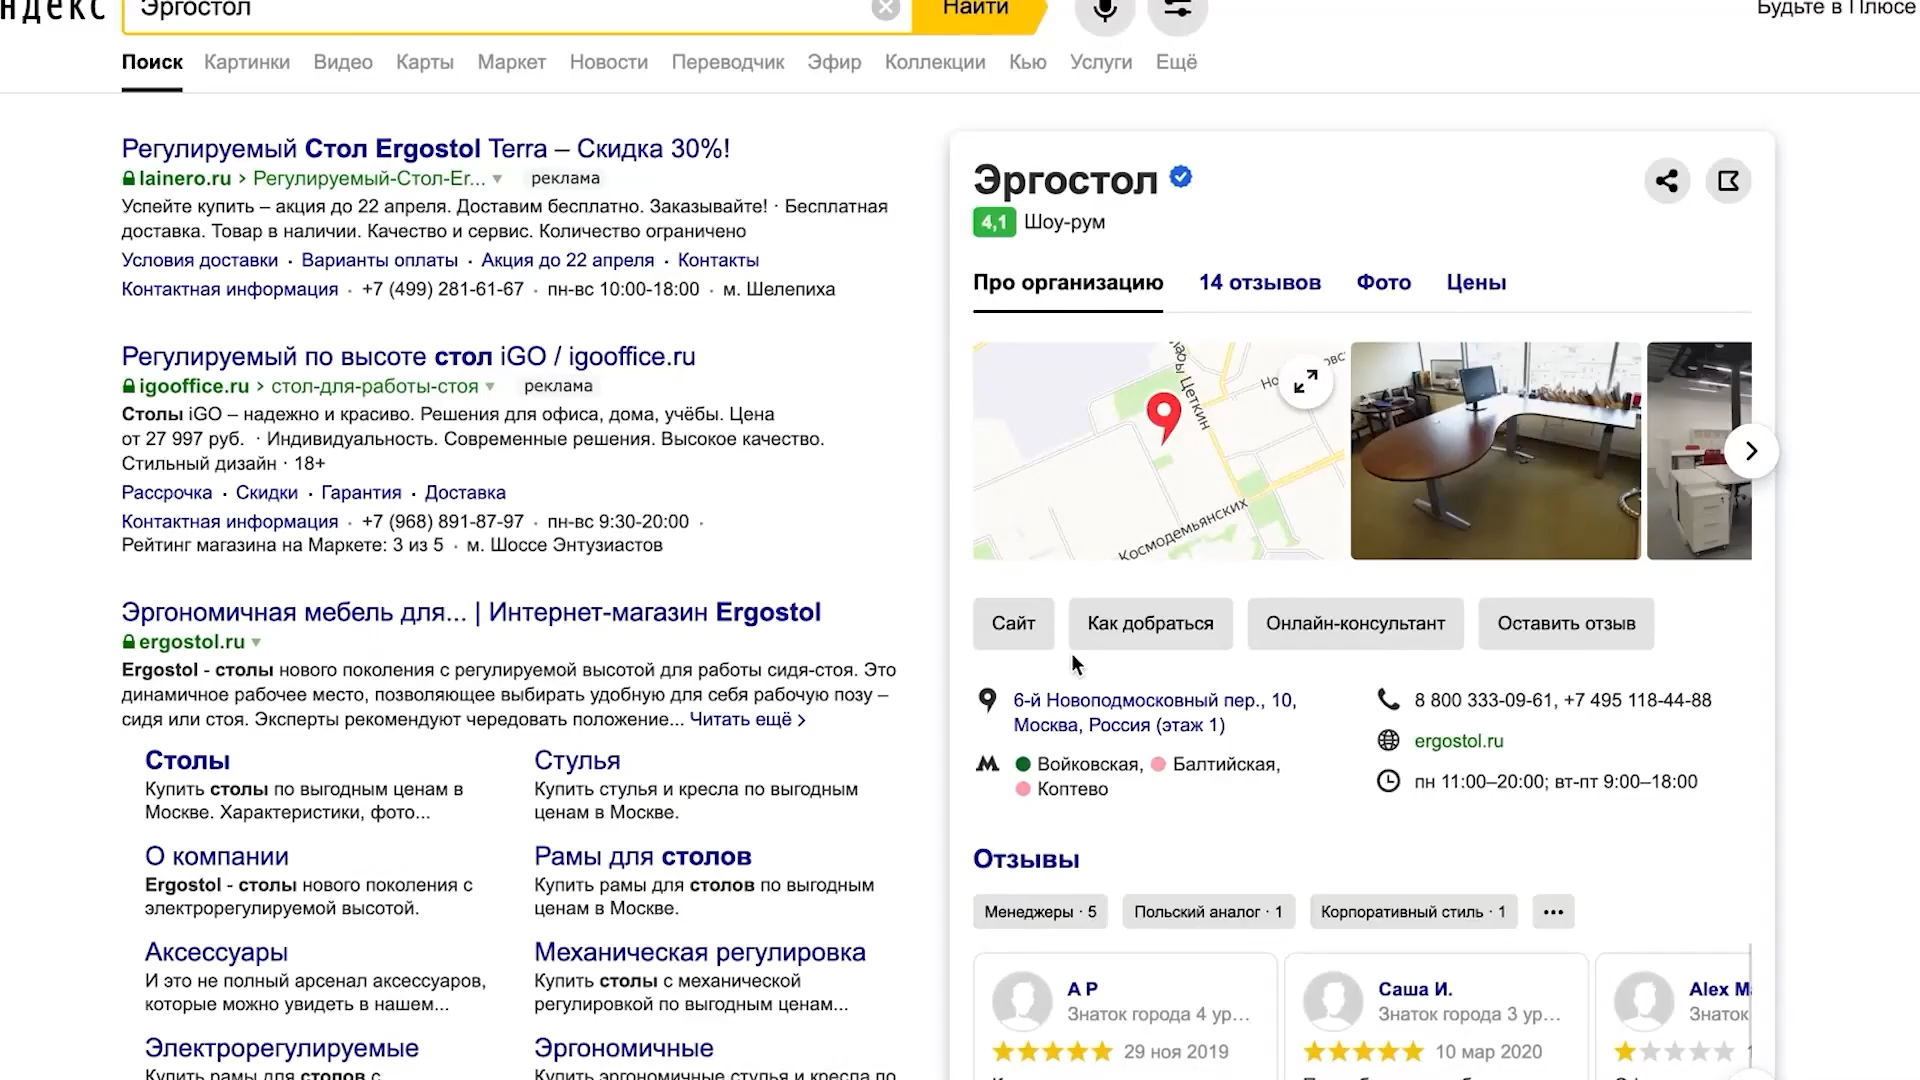 ндекс
Эргостол
Найти
Будьте в Плюсе
Поиск Картинки Видео Карты Маркет Новости Переводчик Эфир Коллекции Кью Услуги Ещё
Регулируемый Стол Ergostol Terra – Скидка 30%!
lainero.ru › Регулируемый-Стол-Er... реклама
Успейте купить – акция до 22 апреля. Доставим бесплатно. Заказывайте! · Бесплатная
доставка. Товар в наличии. Качество и сервис. Количество ограничено
Условия доставки · Варианты оплаты · Акция до 22 апреля · Контакты
Контактная информация · +7 (499) 281-61-67 · пн-вс 10:00-18:00 · м. Шелепиха
Регулируемый по высоте стол iGO / igooffice.ru
igooffice.ru › стол-для-работы-стоя реклама
Столы iGO – надежно и красиво. Решения для офиса, дома, учёбы. Цена
от 27 997 руб. · Индивидуальность. Современные решения. Высокое качество.
Стильный дизайн · 18+
Рассрочка · Скидки · Гарантия · Доставка
Контактная информация · +7 (968) 891-87-97 · пн-вс 9:30-20:00 ·
Рейтинг магазина на Маркете: 3 из 5 · м. Шоссе Энтузиастов
Эргономичная мебель для... | Интернет-магазин Ergostol
ergostol.ru
Ergostol - столы нового поколения с регулируемой высотой для работы сидя-стоя. Это
динамичное рабочее место, позволяющее выбирать удобную для себя рабочую позу –
сидя или стоя. Эксперты рекомендуют чередовать положение... Читать ещё ›
Столы
Купить столы по выгодным ценам в
Москве. Характеристики, фото...
Стулья
Купить стулья и кресла по выгодным
ценам в Москве.
О компании
Ergostol - столы нового поколения с
электрорегулируемой высотой.
Рамы для столов
Купить рамы для столов по выгодным
ценам в Москве.
Аксессуары
И это не полный арсенал аксессуаров,
которые можно увидеть в нашем...
Механическая регулировка
Купить столы с механической
регулировкой по выгодным ценам...
Электрорегулируемые
Купить рамы для столов с
Эргономичные
Купить эргономичные стулья и кресла по
Эргостол
4,1 Шоу-рум
Про организацию 14 отзывов Фото Цены
Цеткин
Космодемьянских
Сайт Как добраться Онлайн-консультант Оставить отзыв
6-й Новоподмосковный пер., 10,
Москва, Россия (этаж 1)
Войковская, Балтийская,
Коптево
8 800 333-09-61, +7 495 118-44-88
ergostol.ru
пн 11:00–20:00; вт-пт 9:00–18:00
Отзывы
Менеджеры · 5 Польский аналог · 1 Корпоративный стиль · 1 •••
A P
Знаток города 4 ур...
29 ноя 2019
Саша И.
Знаток города 3 ур...
10 мар 2020
Alex M
Знаток